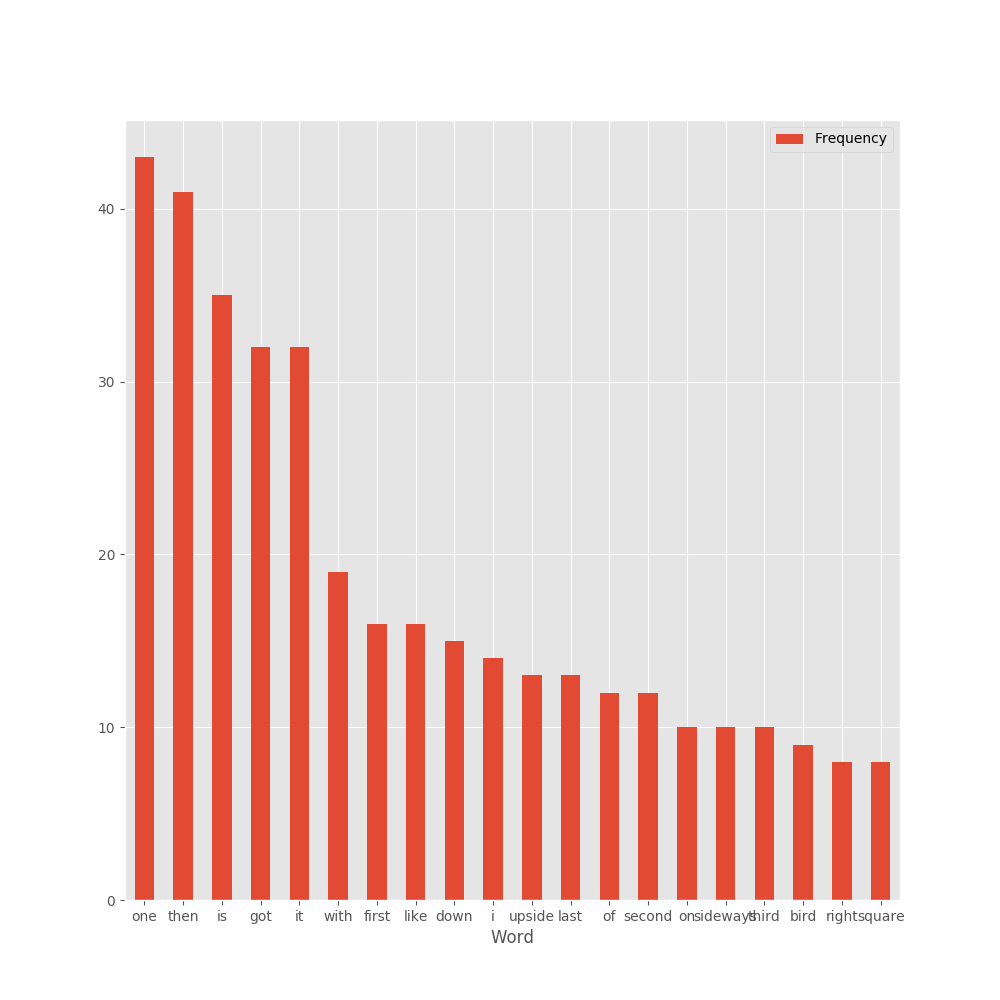 Frequency
40
30
20
10
0
one then is got it with first like down i upside last of second on sideways third bird right square
Word